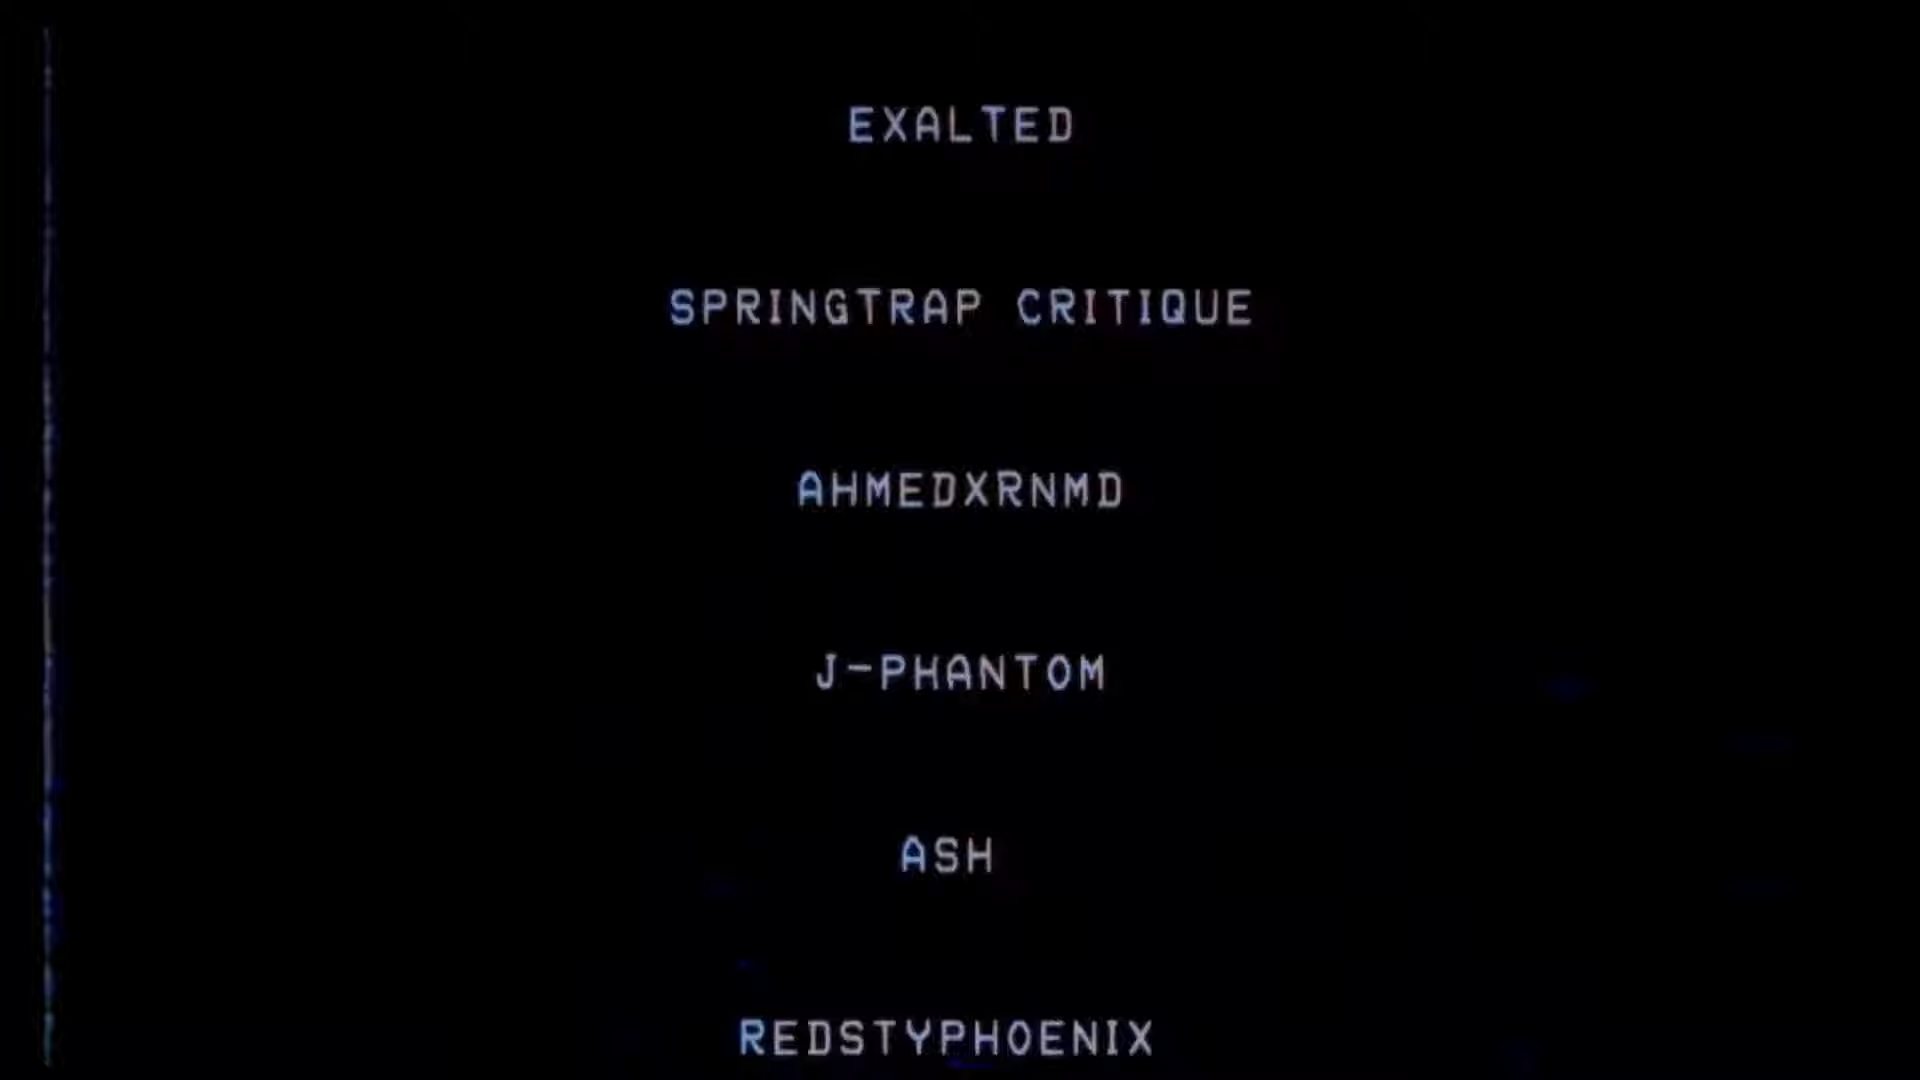 EXALTED
SPRINGTRAP CRITIQUE
AHMEDXRNMD
J-PHANTOM
ASH
REDSTYPHOENIX